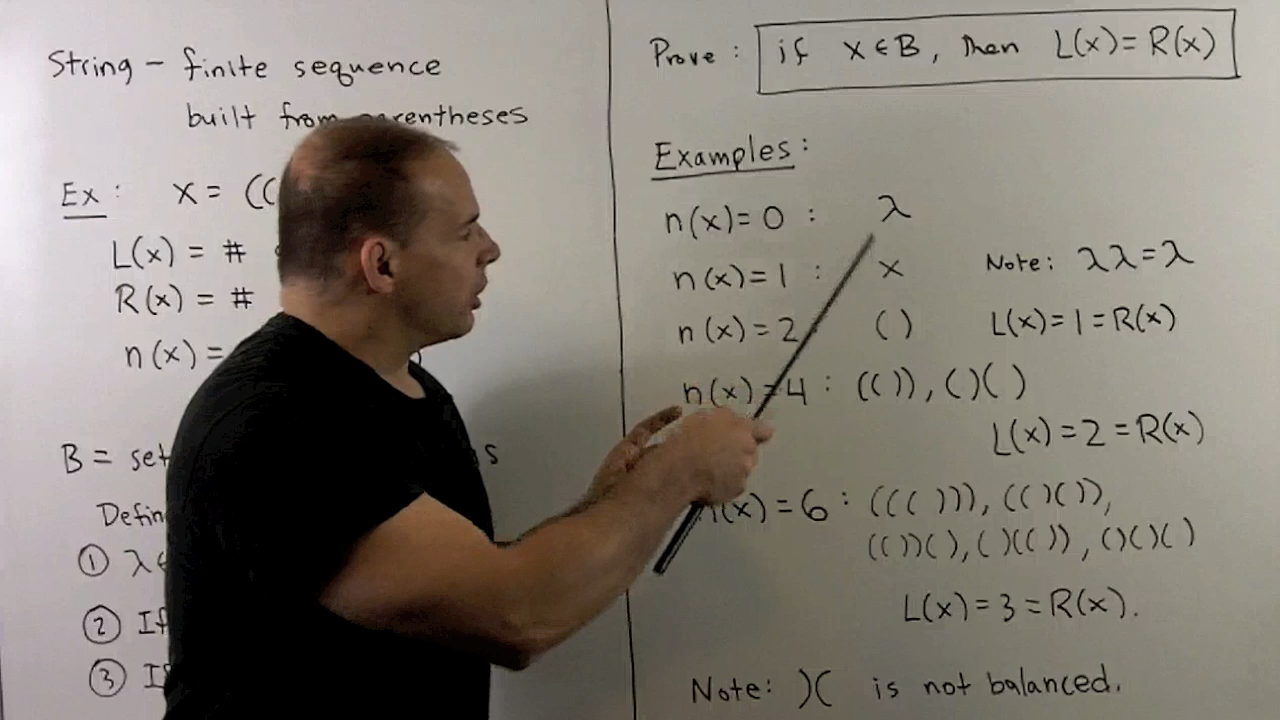 String - finite sequence
built from parentheses
Ex: x = ((
L(x) = #
R(x) = #
n(x) =
B = set
Defin
① λ
② If
③ If
Prove: if x ∈ B, then L(x) = R(x)
Examples:
n(x) = 0 : λ
n(x) = 1 : x
Note: λλ = λ
n(x) = 2 ( )
L(x) = 1 = R(x)
n(x) = 4 : (( )), ( )( )
L(x) = 2 = R(x)
n(x) = 6 : ((( ))), (( )( )),
(( ))( ), ( )(( )), ( )( )( )
L(x) = 3 = R(x).
Note: )( is not balanced.